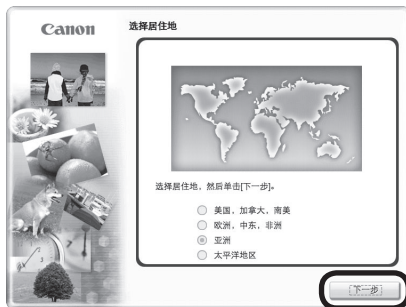 Canon
选择居住地
选择居住地，然后单击[下一步]。
美国，加拿大，南美
欧洲，中东，非洲
亚洲
太平洋地区
[下一步]